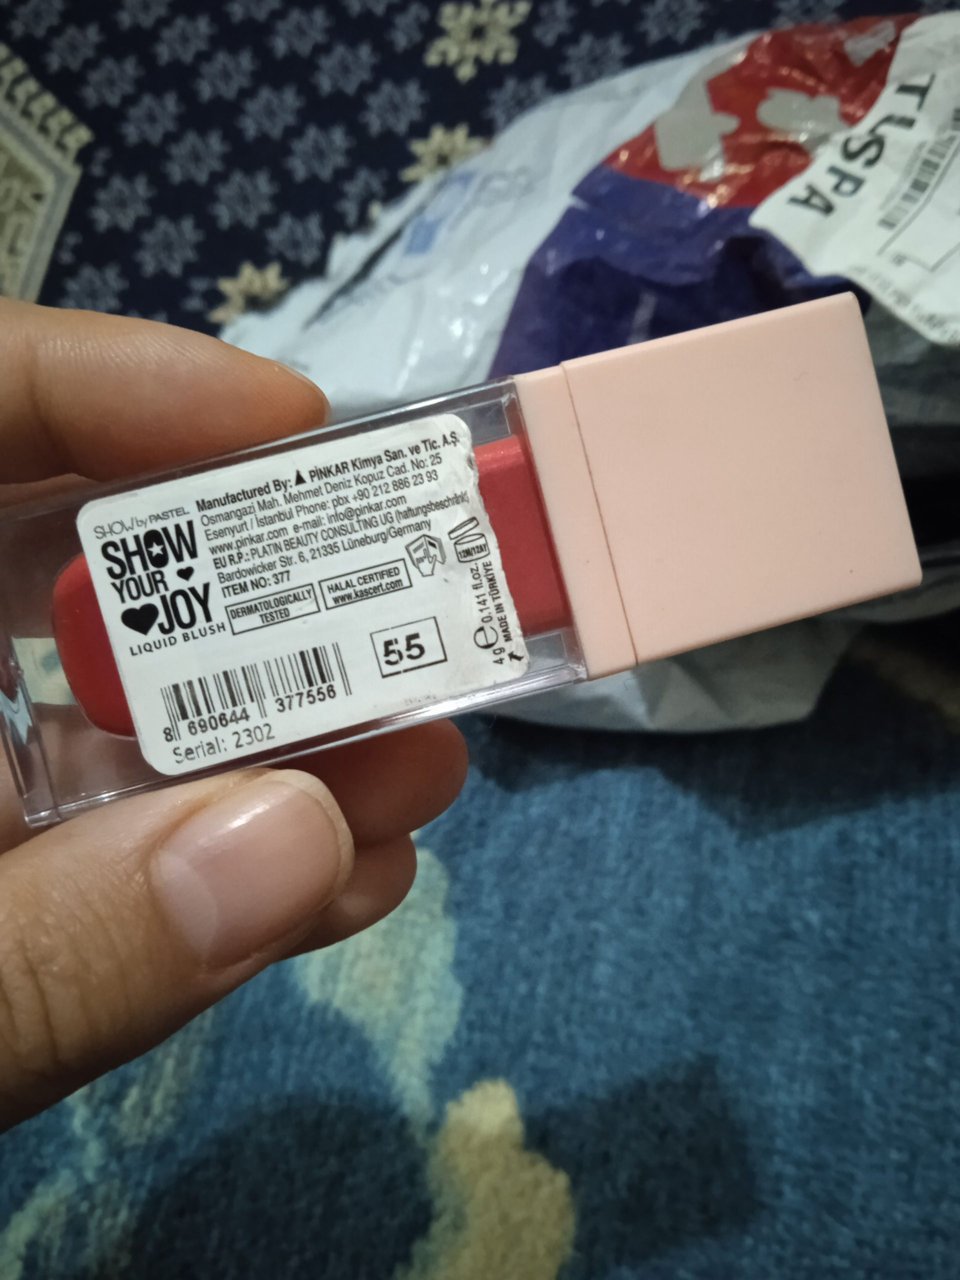 SHOW by PASTEL
SHOW
YOUR
JOY
LIQUID BLUSH
Manufactured By: PİNKAR Kimya San. ve Tic. A.Ş.
Osmangazi Mah. Mehmet Deniz Kopuz Cad. No: 25
Esenyurt / İstanbul Phone: pbx +90 212 886 23 93
www.pinkar.com e-mail: info@pinkar.com
EU R.P.: PLATIN BEAUTY CONSULTING UG (haftungsbeschränkt)
Bardowicker Str. 6, 21335 Lüneburg/Germany
ITEM NO: 377
DERMATOLOGICALLY
TESTED
HALAL CERTIFIED
www.kascert.com
12M/12AY
4 g e 0.141 fl.oz.
MADE IN TÜRKİYE
55
8 690644 377556
Serial: 2302
TUSPA